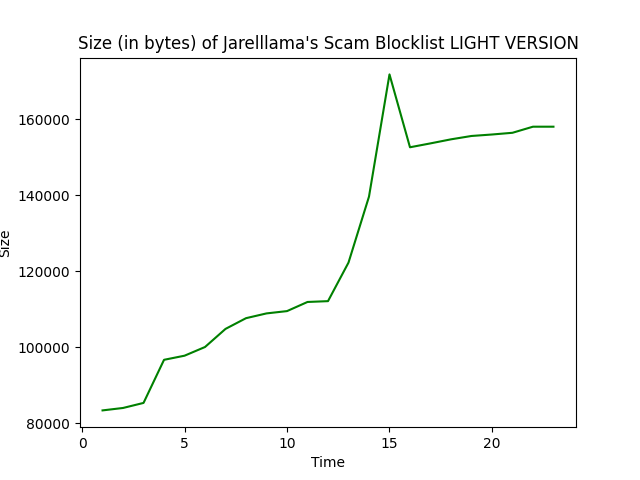 Size (in bytes) of Jarelllama's Scam Blocklist LIGHT VERSION
160000
140000
120000
100000
80000
Size
0 5 10 15 20
Time